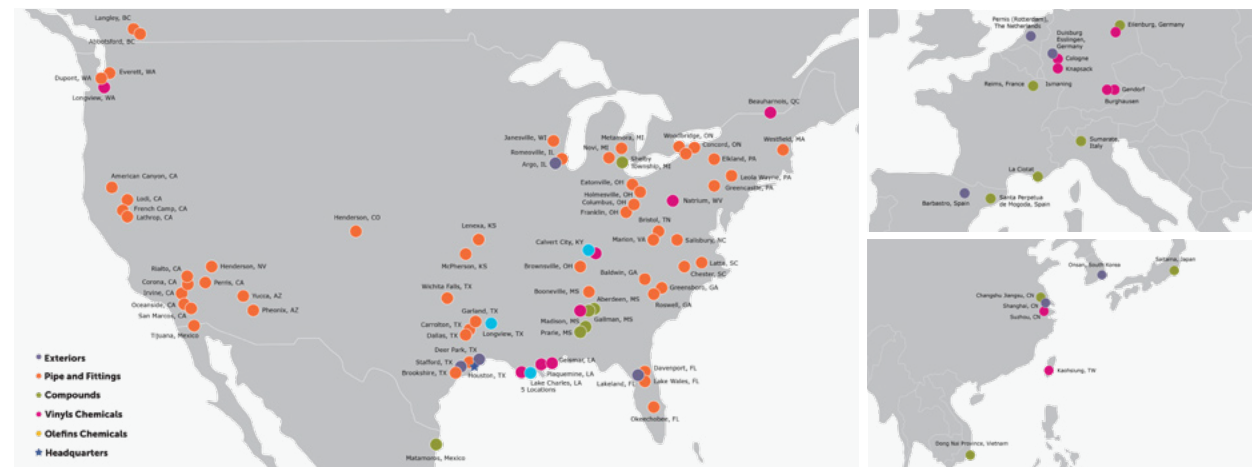 Langley, BC
Abbotsford, BC
Everett, WA
Dupont, WA
Longview, WA
American Canyon, CA
Lodi, CA
French Camp, CA
Lathrop, CA
Rialto, CA
Henderson, NV
Corona, CA
Perris, CA
Irvine, CA
Yucca, AZ
Oceanside, CA
Pheonix, AZ
San Marcos, CA
Tijuana, Mexico
Henderson, CO
Lenexa, KS
McPherson, KS
Wichita Falls, TX
Garland, TX
Carrolton, TX
Dallas, TX
Longview, TX
Deer Park, TX
Stafford, TX
Brookshire, TX
Houston, TX
Matamoros, Mexico
Janesville, WI
Romesville, IL
Argo, IL
Metamora, MI
Novi, MI
Shelby
Township, MI
Woodbridge, ON
Concord, ON
Beauharnois, QC
Westfield, MA
Elkland, PA
Leola Wayne, PA
Greencastle, PA
Eatonville, OH
Holmesville, OH
Columbus, OH
Franklin, OH
Natrium, WV
Bristol, TN
Marion, VA
Salisbury, NC
Calvert City, KY
Brownsville, OH
Latta, SC
Chester, SC
Baldwin, GA
Greensboro, GA
Roswell, GA
Booneville, MS
Aberdeen, MS
Madison, MS
Gallman, MS
Prarie, MS
Geismar, LA
Plaquemine, LA
Lake Charles, LA
5 Locations
Davenport, FL
Lakeland, FL
Lake Wales, FL
Okeechobee, FL
Exteriors
Pipe and Fittings
Compounds
Vinyls Chemicals
Olefins Chemicals
Headquarters
Pernis (Rotterdam),
The Netherlands
Duisburg
Esslingen,
Germany
Eilenburg, Germany
Cologne
Knapsack
Reims, France
Ismaning
Gendorf
Burghausen
Sumarate,
Italy
La Ciotat
Barbastro, Spain
Santa Perpetua
de Mogoda, Spain
Onsan, South Korea
Saitama, Japan
Changshu Jiangsu, CN
Shanghai, CN
Suzhou, CN
Kaohsiung, TW
Dong Nai Province, Vietnam